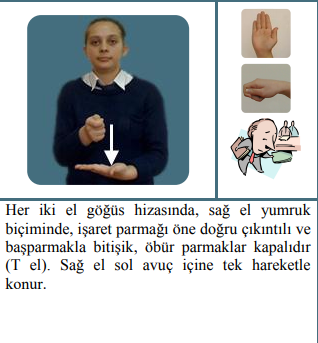 Her iki el göğüs hizasında, sağ el yumruk
biçiminde, işaret parmağı öne doğru çıkıntılı ve
başparmakla bitişik, öbür parmaklar kapalıdır
(T el). Sağ el sol avuç içine tek hareketle
konur.